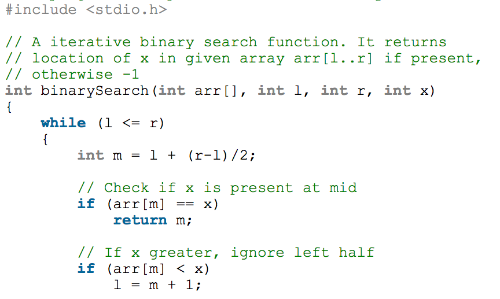 #include <stdio.h>
// A iterative binary search function. It returns
// location of x in given array arr[l..r] if present,
// otherwise -1
int binarySearch(int arr[], int l, int r, int x)
{
while (l <= r)
{
int m = l + (r-l)/2;
// Check if x is present at mid
if (arr[m] == x)
return m;
// If x greater, ignore left half
if (arr[m] < x)
l = m + 1;